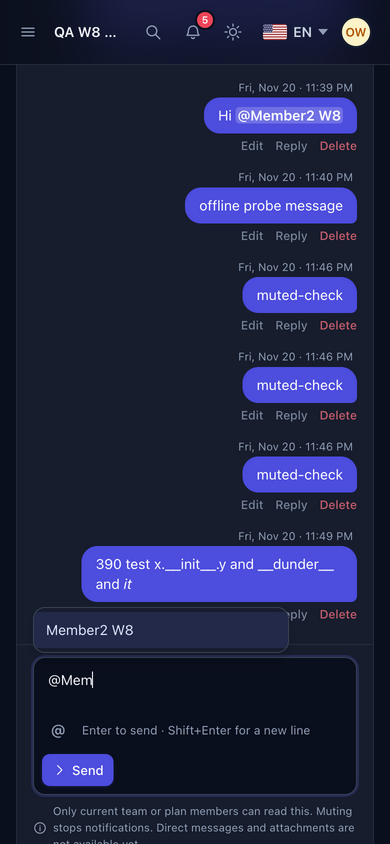 QA W8 ...
5
EN
OW
Fri, Nov 20 · 11:39 PM
Hi @Member2 W8
Edit Reply Delete
Fri, Nov 20 · 11:40 PM
offline probe message
Edit Reply Delete
Fri, Nov 20 · 11:46 PM
muted-check
Edit Reply Delete
Fri, Nov 20 · 11:46 PM
muted-check
Edit Reply Delete
Fri, Nov 20 · 11:46 PM
muted-check
Edit Reply Delete
Fri, Nov 20 · 11:49 PM
390 test x.__init__.y and __dunder__
and it
Delete
Member2 W8
@Mem
@ Enter to send · Shift+Enter for a new line
Send
Only current team or plan members can read this. Muting
stops notifications. Direct messages and attachments are
not available yet.